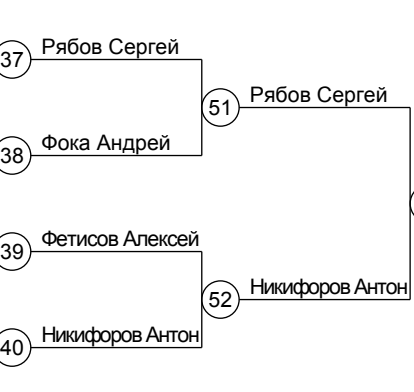 37 Рябов Сергей
51 Рябов Сергей
38 Фока Андрей
39 Фетисов Алексей
52 Никифоров Антон
40 Никифоров Антон